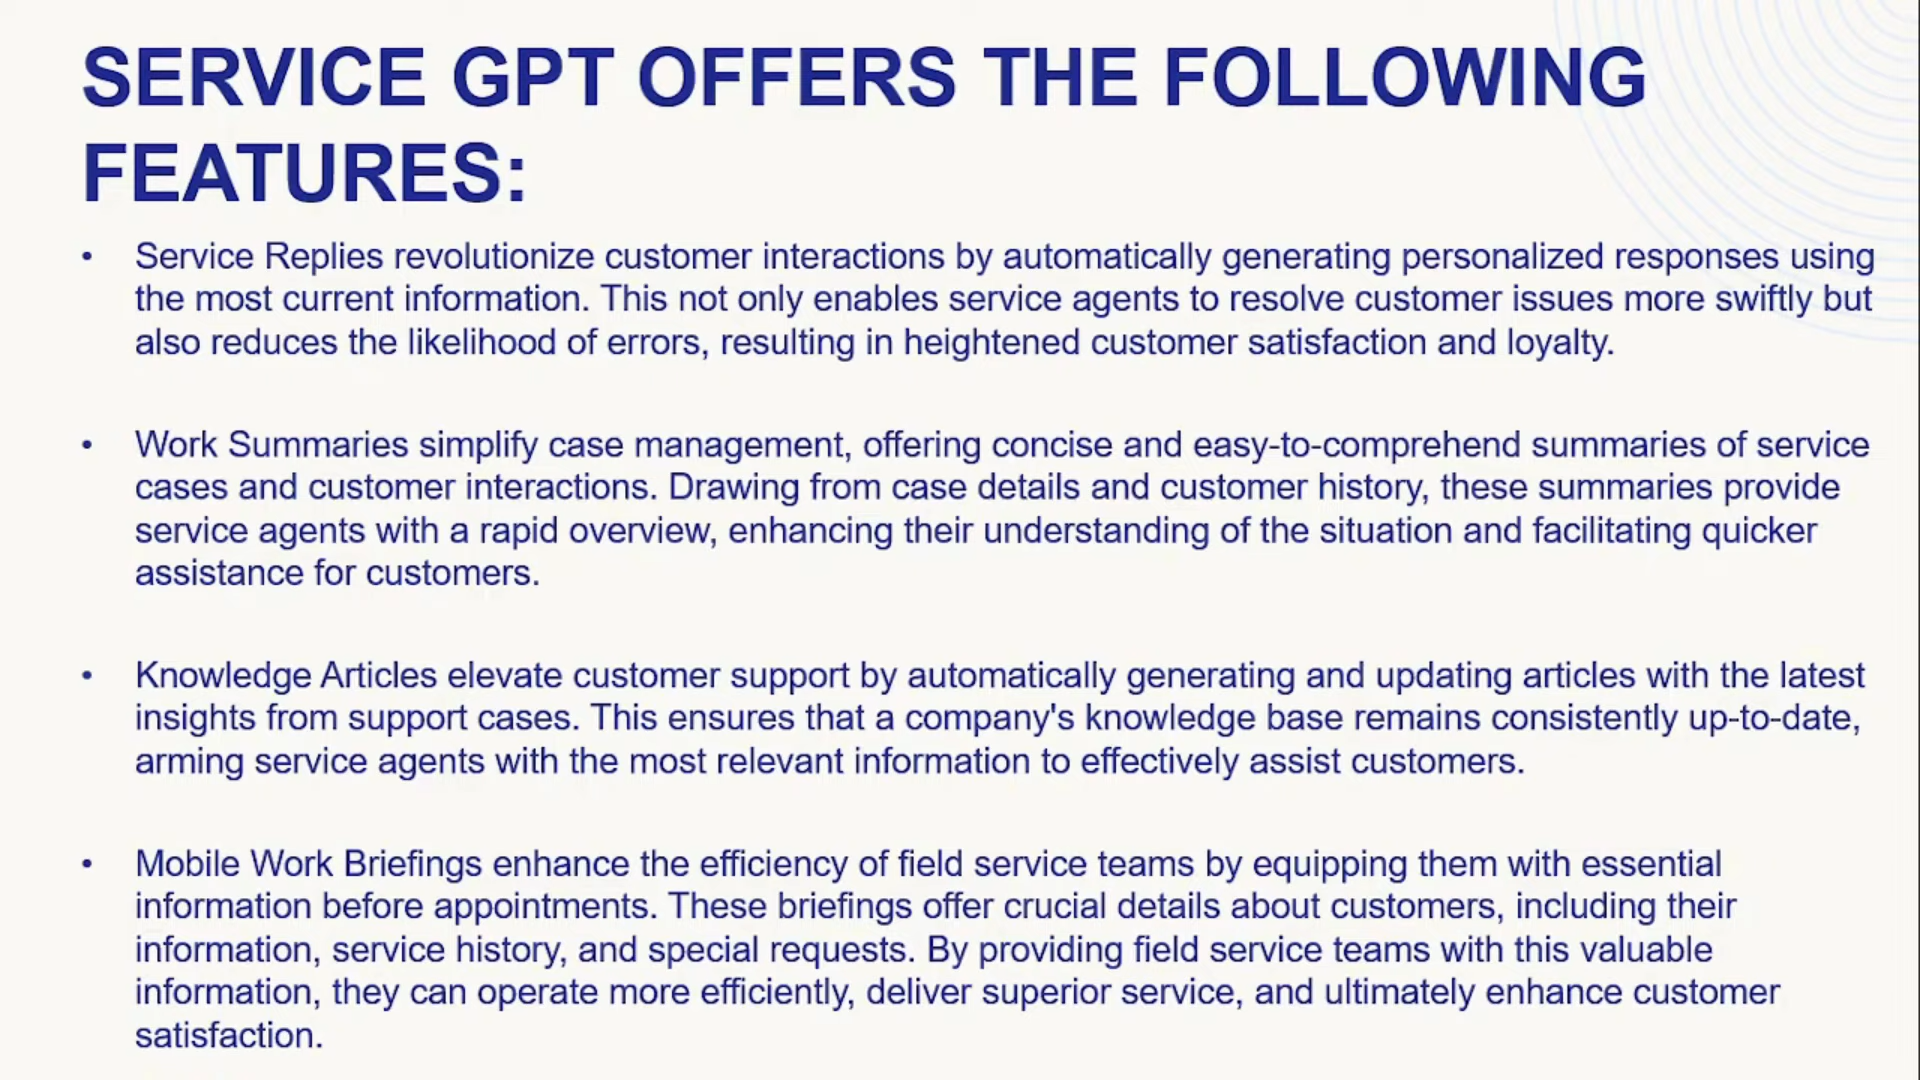 SERVICE GPT OFFERS THE FOLLOWING
FEATURES:
• Service Replies revolutionize customer interactions by automatically generating personalized responses using
the most current information. This not only enables service agents to resolve customer issues more swiftly but
also reduces the likelihood of errors, resulting in heightened customer satisfaction and loyalty.
• Work Summaries simplify case management, offering concise and easy-to-comprehend summaries of service
cases and customer interactions. Drawing from case details and customer history, these summaries provide
service agents with a rapid overview, enhancing their understanding of the situation and facilitating quicker
assistance for customers.
• Knowledge Articles elevate customer support by automatically generating and updating articles with the latest
insights from support cases. This ensures that a company's knowledge base remains consistently up-to-date,
arming service agents with the most relevant information to effectively assist customers.
• Mobile Work Briefings enhance the efficiency of field service teams by equipping them with essential
information before appointments. These briefings offer crucial details about customers, including their
information, service history, and special requests. By providing field service teams with this valuable
information, they can operate more efficiently, deliver superior service, and ultimately enhance customer
satisfaction.